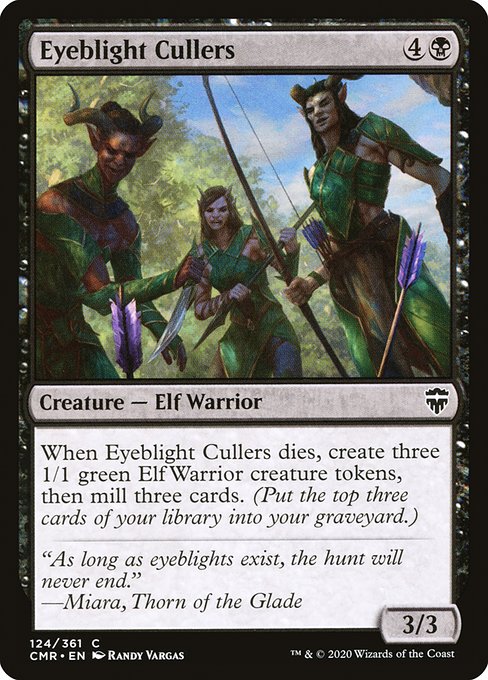 Eyeblight Cullers 4
Creature — Elf Warrior
When Eyeblight Cullers dies, create three
1/1 green Elf Warrior creature tokens,
then mill three cards. (Put the top three
cards of your library into your graveyard.)
“As long as eyeblights exist, the hunt will
never end.”
—Miara, Thorn of the Glade
3/3
124/361 C
CMR • EN RANDY VARGAS
™ & © 2020 Wizards of the Coast